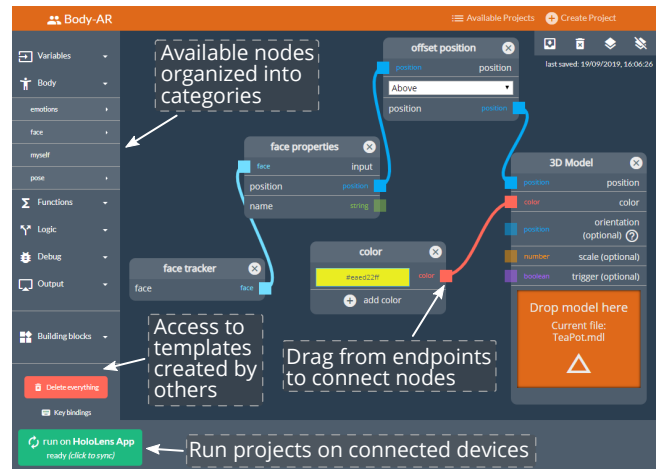 Body-AR
Available Projects
Create Project
Variables
Body
emotions
face
myself
pose
Functions
Logic
Debug
Output
Building blocks
Delete everything
Key bindings
run on HoloLens App
ready (click to sync)
Available nodes
organized into
categories
offset position
position position
Above
position position
last saved: 19/09/2019, 16:06:26
face properties
face input
position position
name string
3D Model
position position
color color
position orientation
(optional)
number scale (optional)
boolean trigger (optional)
Drop model here
Current file:
TeaPot.mdl
color
#eaed22ff color
add color
face tracker
face face
Access to
templates
created by
others
Drag from endpoints
to connect nodes
Run projects on connected devices